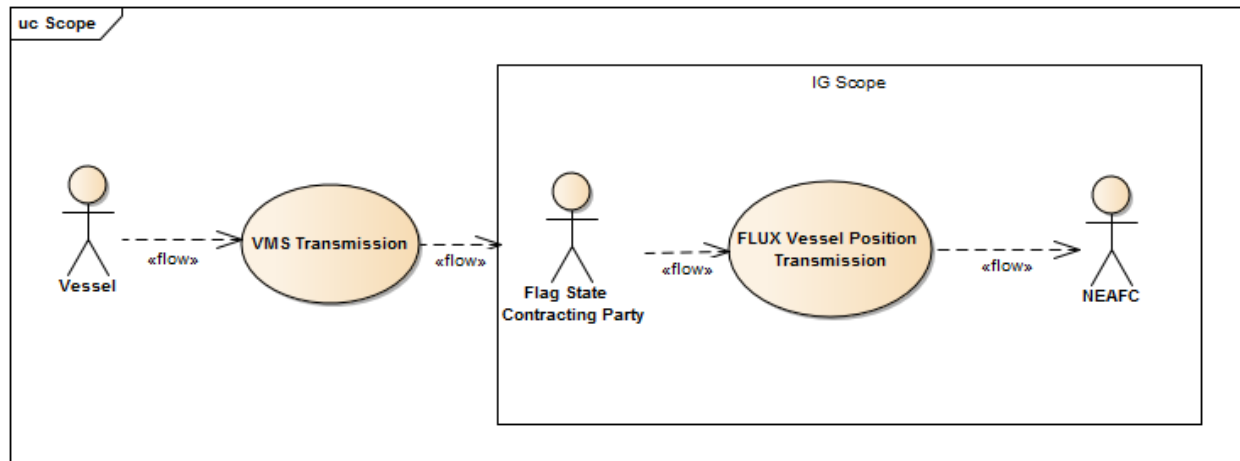 uc Scope
IG Scope
Vessel
«flow»
VMS Transmission
«flow»
Flag State
Contracting Party
«flow»
FLUX Vessel Position
Transmission
«flow»
NEAFC